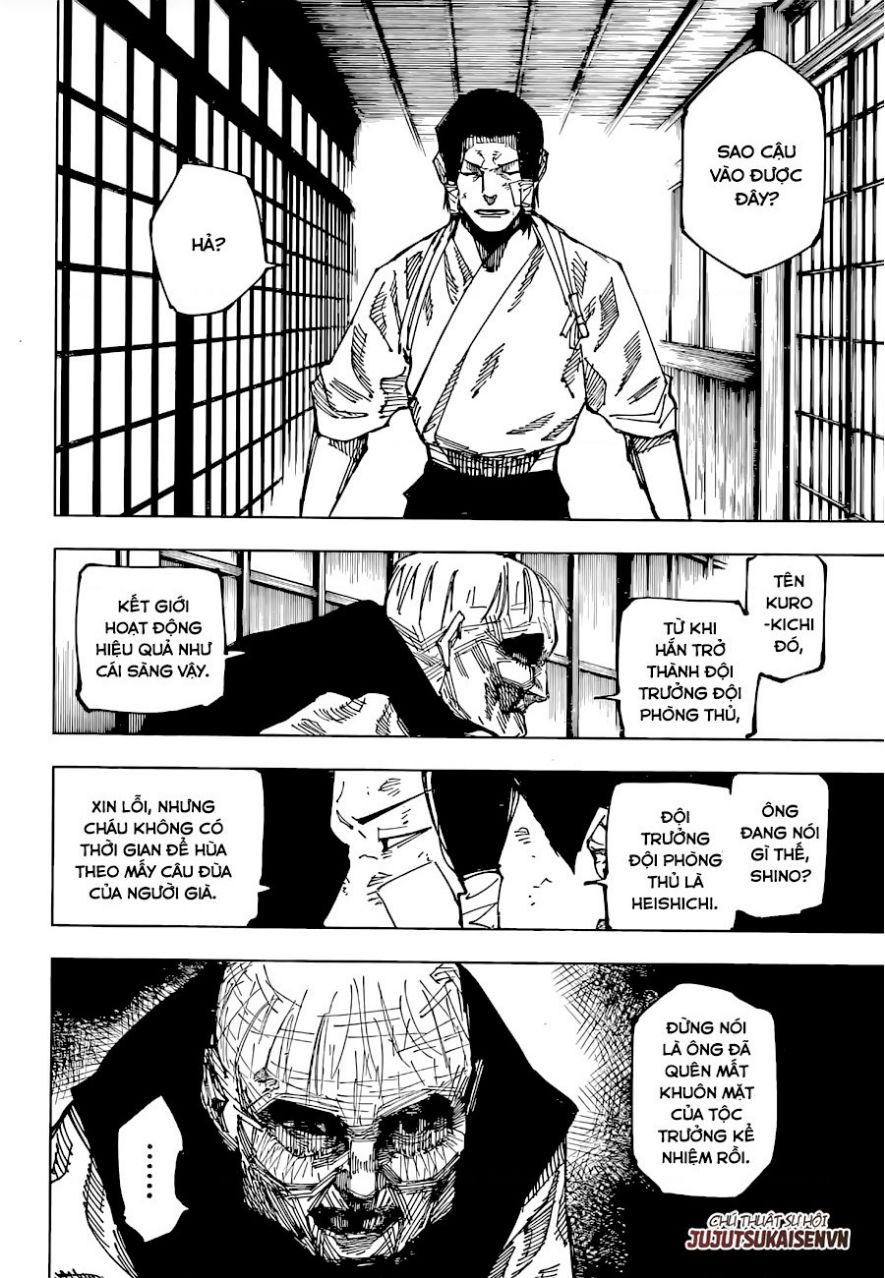 SAO CẬU
VÀO ĐƯỢC
ĐÂY?
HẢ?
TÊN
KURO
-KICHI
ĐÓ,
TỪ KHI
HẮN TRỞ
THÀNH ĐỘI
TRƯỞNG ĐỘI
PHÒNG THỦ,
KẾT GIỚI
HOẠT ĐỘNG
HIỆU QUẢ NHƯ
CÁI SÀNG VẬY.
ÔNG
ĐANG NÓI
GÌ THẾ,
SHINO?
ĐỘI
TRƯỞNG
ĐỘI PHÒNG
THỦ LÀ
HEISHICHI.
XIN LỖI, NHƯNG
CHÁU KHÔNG CÓ
THỜI GIAN ĐỂ HÙA
THEO MẤY CÂU ĐÙA
CỦA NGƯỜI GIÀ.
ĐỪNG NÓI
LÀ ÔNG ĐÃ
QUÊN MẤT
KHUÔN MẶT
CỦA TỘC
TRƯỞNG KẾ
NHIỆM RỒI.
......
CHÚ THUẬT SƯ HỘI
JUJUTSUKAISENVN